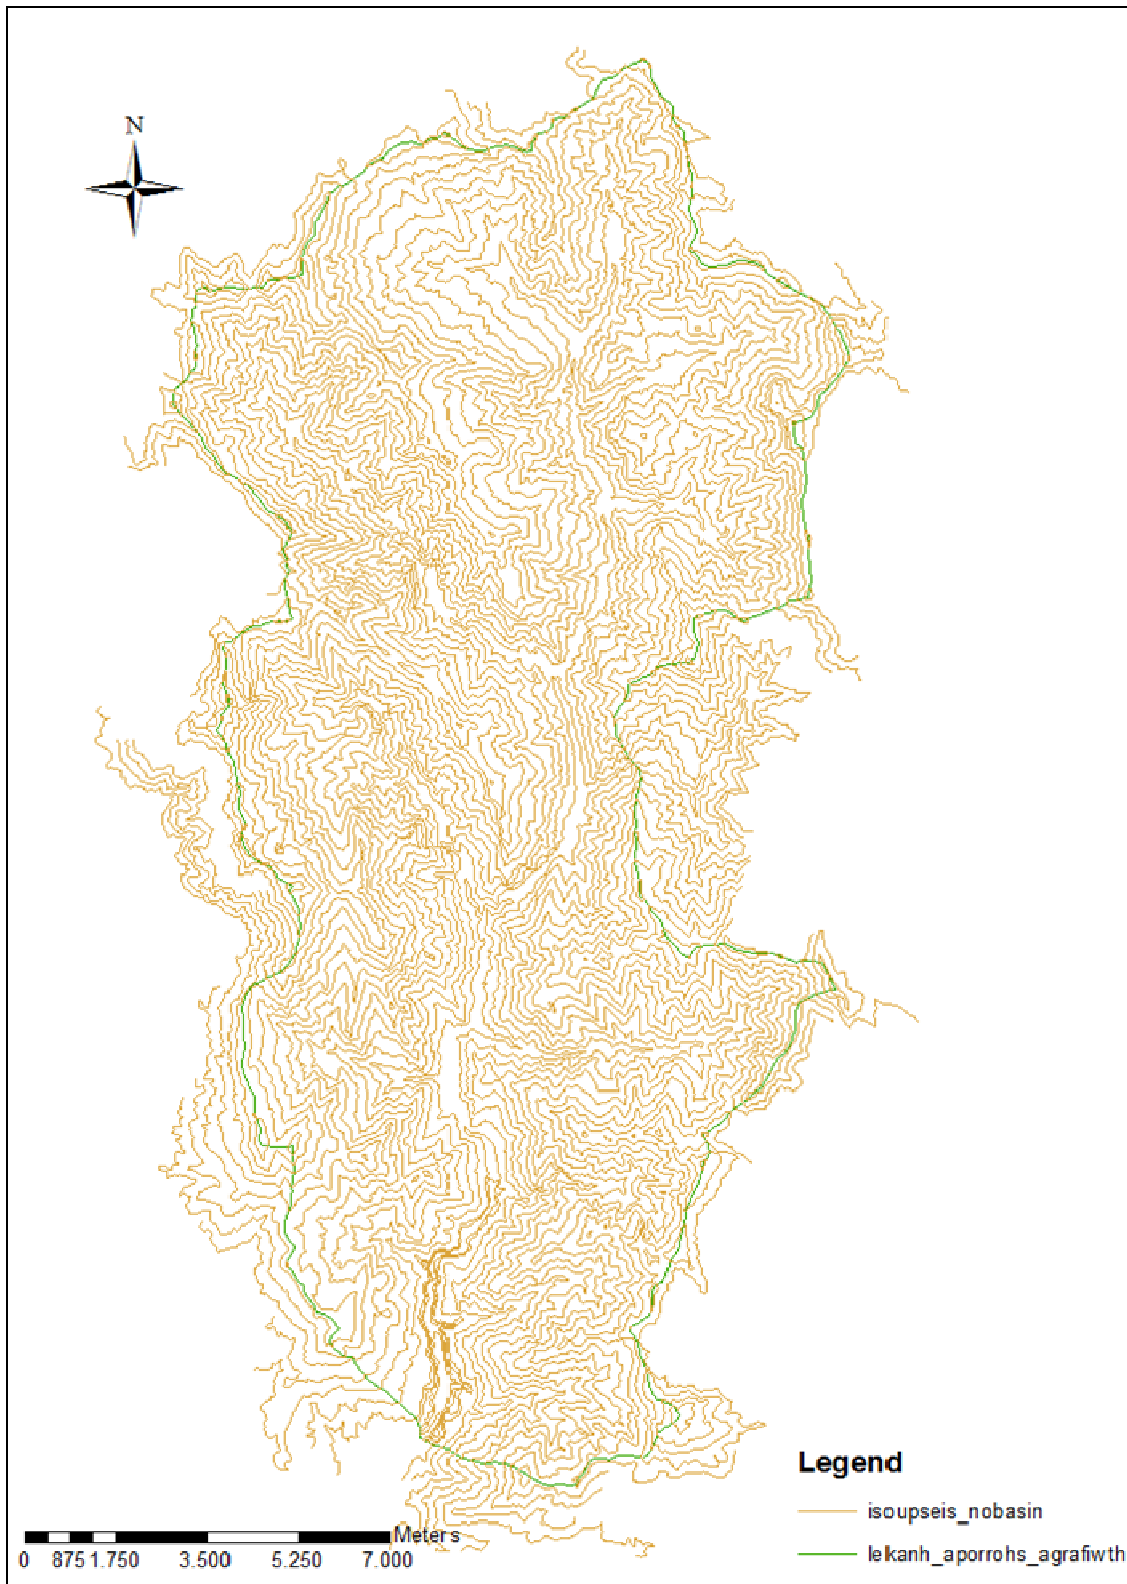 N
Legend
isoupseis_nobasin
lekanh_aporrohs_agrafiwth
Meters
0 875 1.750 3.500 5.250 7.000